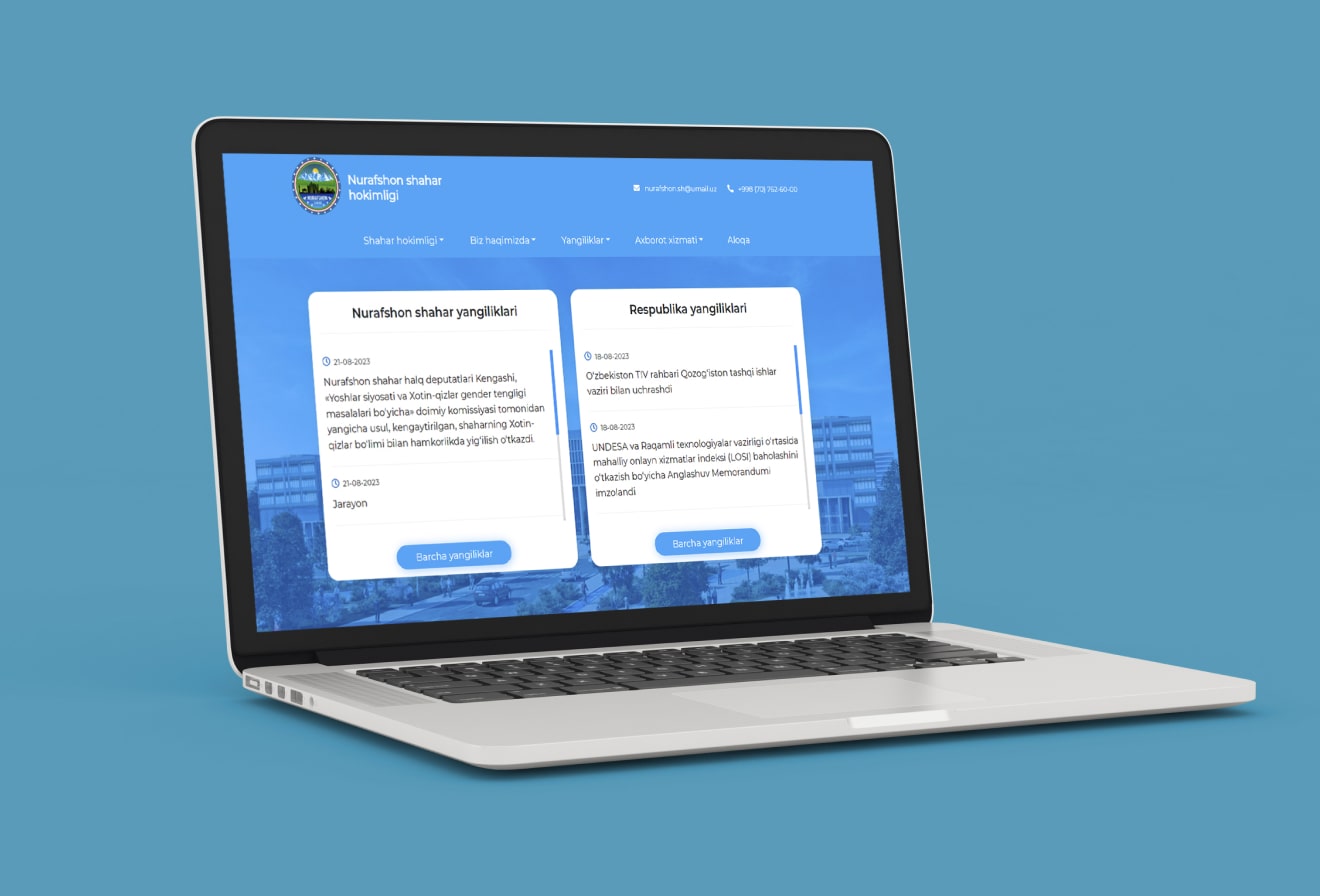 Nurafshon shahar
hokimligi
nurafshon.sh@umail.uz
+998 (70) 762-60-00
Shahar hokimligi
Biz haqimizda
Yangiliklar
Axborot xizmati
Aloqa
Nurafshon shahar yangiliklari
21-08-2023
Nurafshon shahar halq deputatlari Kengashi,
«Yoshlar siyosati va Xotin-qizlar gender tengligi
masalalari bo'yicha» doimiy komissiyasi tomonidan
yangicha usul, kengaytirilgan, shaharning Xotin-
qizlar bo'limi bilan hamkoriikda yig'ilish o'tkazdi.
21-08-2023
Jarayon
Barcha yangiliklar
Respublika yangiliklari
18-08-2023
O'zbekiston TIV rahbari Qozog'iston tashqi ishlar
vaziri bilan uchrashdi
18-08-2023
UNDESA va Raqamli texnologiyalar vazirligi o'rtasida
mahalliy onlayn xizmatlar indeksi (LOSI) baholashini
o'tkazish bo'yicha Anglashuv Memorandumi
imzolandi
Barcha yangiliklar